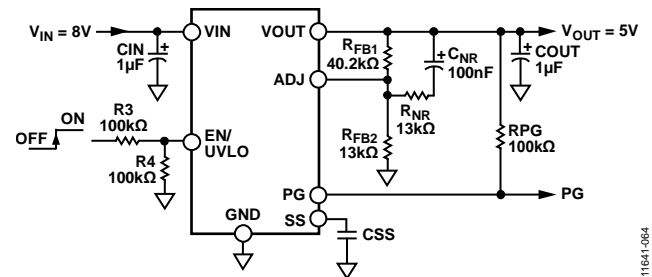 VIN = 8V
CIN
1µF
+
VIN
VOUT
RFB1
40.2kΩ
CNR
100nF
+
COUT
1µF
+
VOUT = 5V
ADJ
RNR
13kΩ
RFB2
13kΩ
RPG
100kΩ
ON
OFF
R3
100kΩ
R4
100kΩ
EN/
UVLO
PG
PG
GND
SS
CSS
11641-064